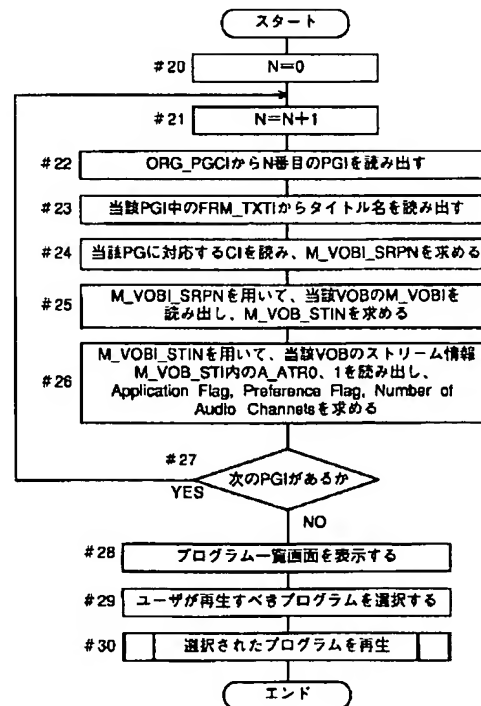 スタート
#20
N=0
#21
N=N+1
#22
ORG_PGCIからN番目のPGIを読み出す
#23
当該PGI中のFRM_TXTIからタイトル名を読み出す
#24
当該PGに対応するCIを読み、M_VOBI_SRPNを求める
#25
M_VOBI_SRPNを用いて、当該VOBのM_VOBIを
読み出し、M_VOB_STINを求める
#26
M_VOBI_STINを用いて、当該VOBのストリーム情報
M_VOB_STI内のA_ATR0、1を読み出し、
Application Flag, Preference Flag, Number of
Audio Channelsを求める
#27
次のPGIがあるか
YES
NO
#28
プログラム一覧画面を表示する
#29
ユーザが再生すべきプログラムを選択する
#30
選択されたプログラムを再生
エンド